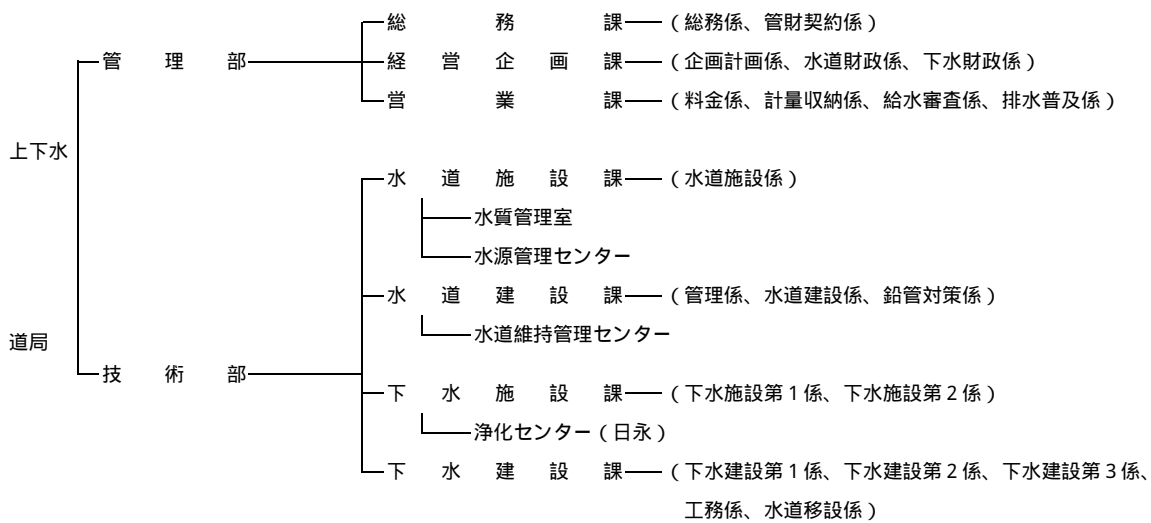 総務課（総務係、管財契約係）
管理部 経営企画課（企画計画係、水道財政係、下水財政係）
営業課（料金係、計量収納係、給水審査係、排水普及係）
上下水
水道施設課（水道施設係）
水質管理室
水源管理センター
水道建設課（管理係、水道建設係、鉛管対策係）
水道維持管理センター
道局
技術部
下水施設課（下水施設第1係、下水施設第2係）
浄化センター（日永）
下水建設課（下水建設第1係、下水建設第2係、下水建設第3係、
工務係、水道移設係）